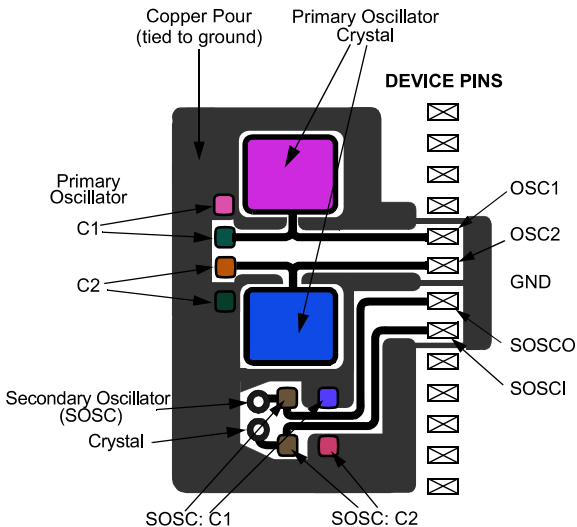 Copper Pour
(tied to ground)
Primary Oscillator
Crystal
DEVICE PINS
Primary
Oscillator
C1
C2
OSC1
OSC2
GND
SOSCO
SOSCI
Secondary Oscillator
(SOSC)
Crystal
SOSC: C1
SOSC: C2